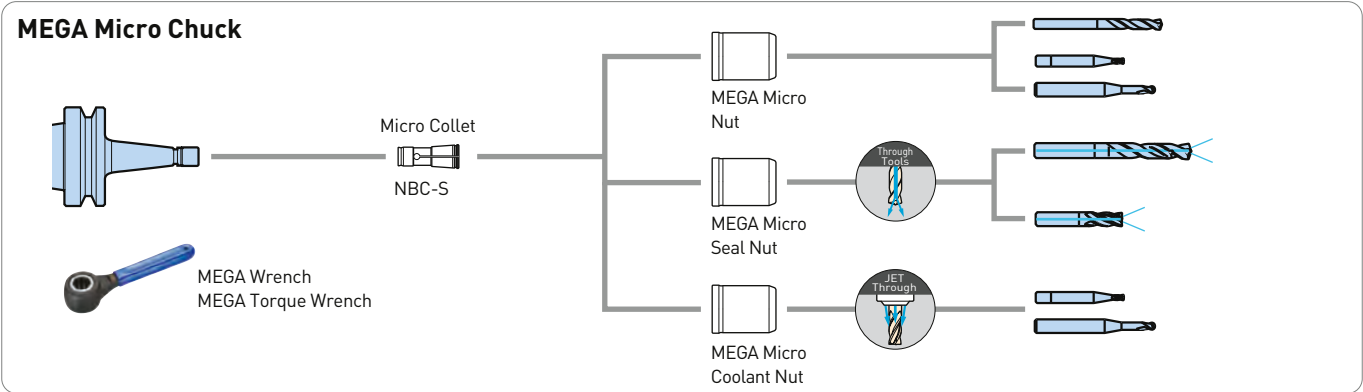 MEGA Micro Chuck
Micro Collet
NBC-S
MEGA Wrench
MEGA Torque Wrench
MEGA Micro
Nut
MEGA Micro
Seal Nut
Through
Tools
MEGA Micro
Coolant Nut
JET
Through